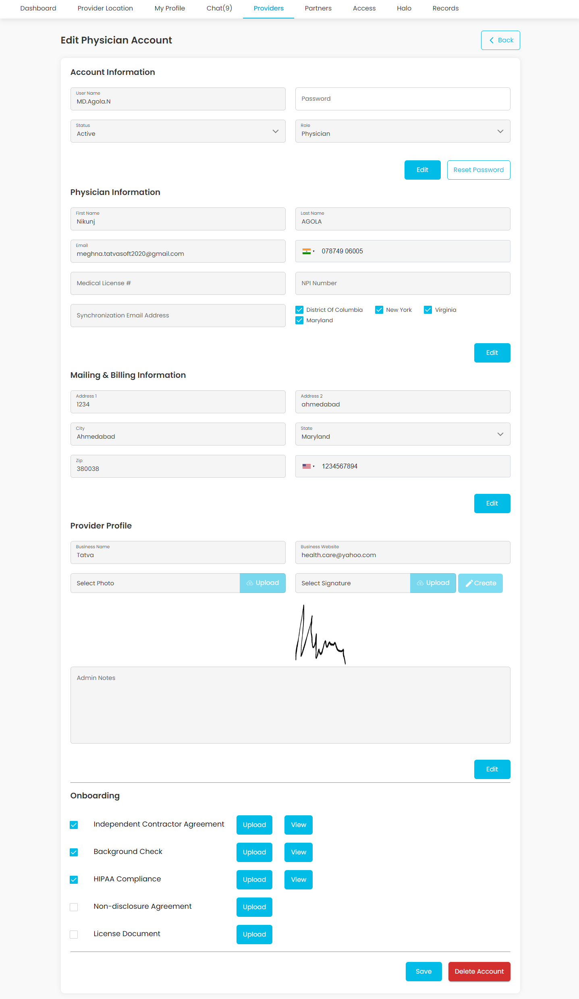 Dashboard Provider Location My Profile Chat(9) Providers Partners Access Halo Records
Edit Physician Account
Back
Account Information
User Name
MD.Agola.N
Password
Status
Active
Role
Physician
Edit
Reset Password
Physician Information
First Name
Nikunj
Last Name
AGOLA
Email
meghna.tatvasoft2020@gmail.com
078749 06005
Medical License #
NPI Number
Synchronization Email Address
District Of Columbia New York Virginia
Maryland
Edit
Mailing & Billing Information
Address 1
1234
Address 2
ahmedabad
City
Ahmedabad
State
Maryland
Zip
380038
1234567894
Edit
Provider Profile
Business Name
Tatva
Business Website
health.care@yahoo.com
Select Photo Upload
Select Signature Upload Create
Admin Notes
Edit
Onboarding
Independent Contractor Agreement Upload View
Background Check Upload View
HIPAA Compliance Upload View
Non-disclosure Agreement Upload
License Document Upload
Save Delete Account